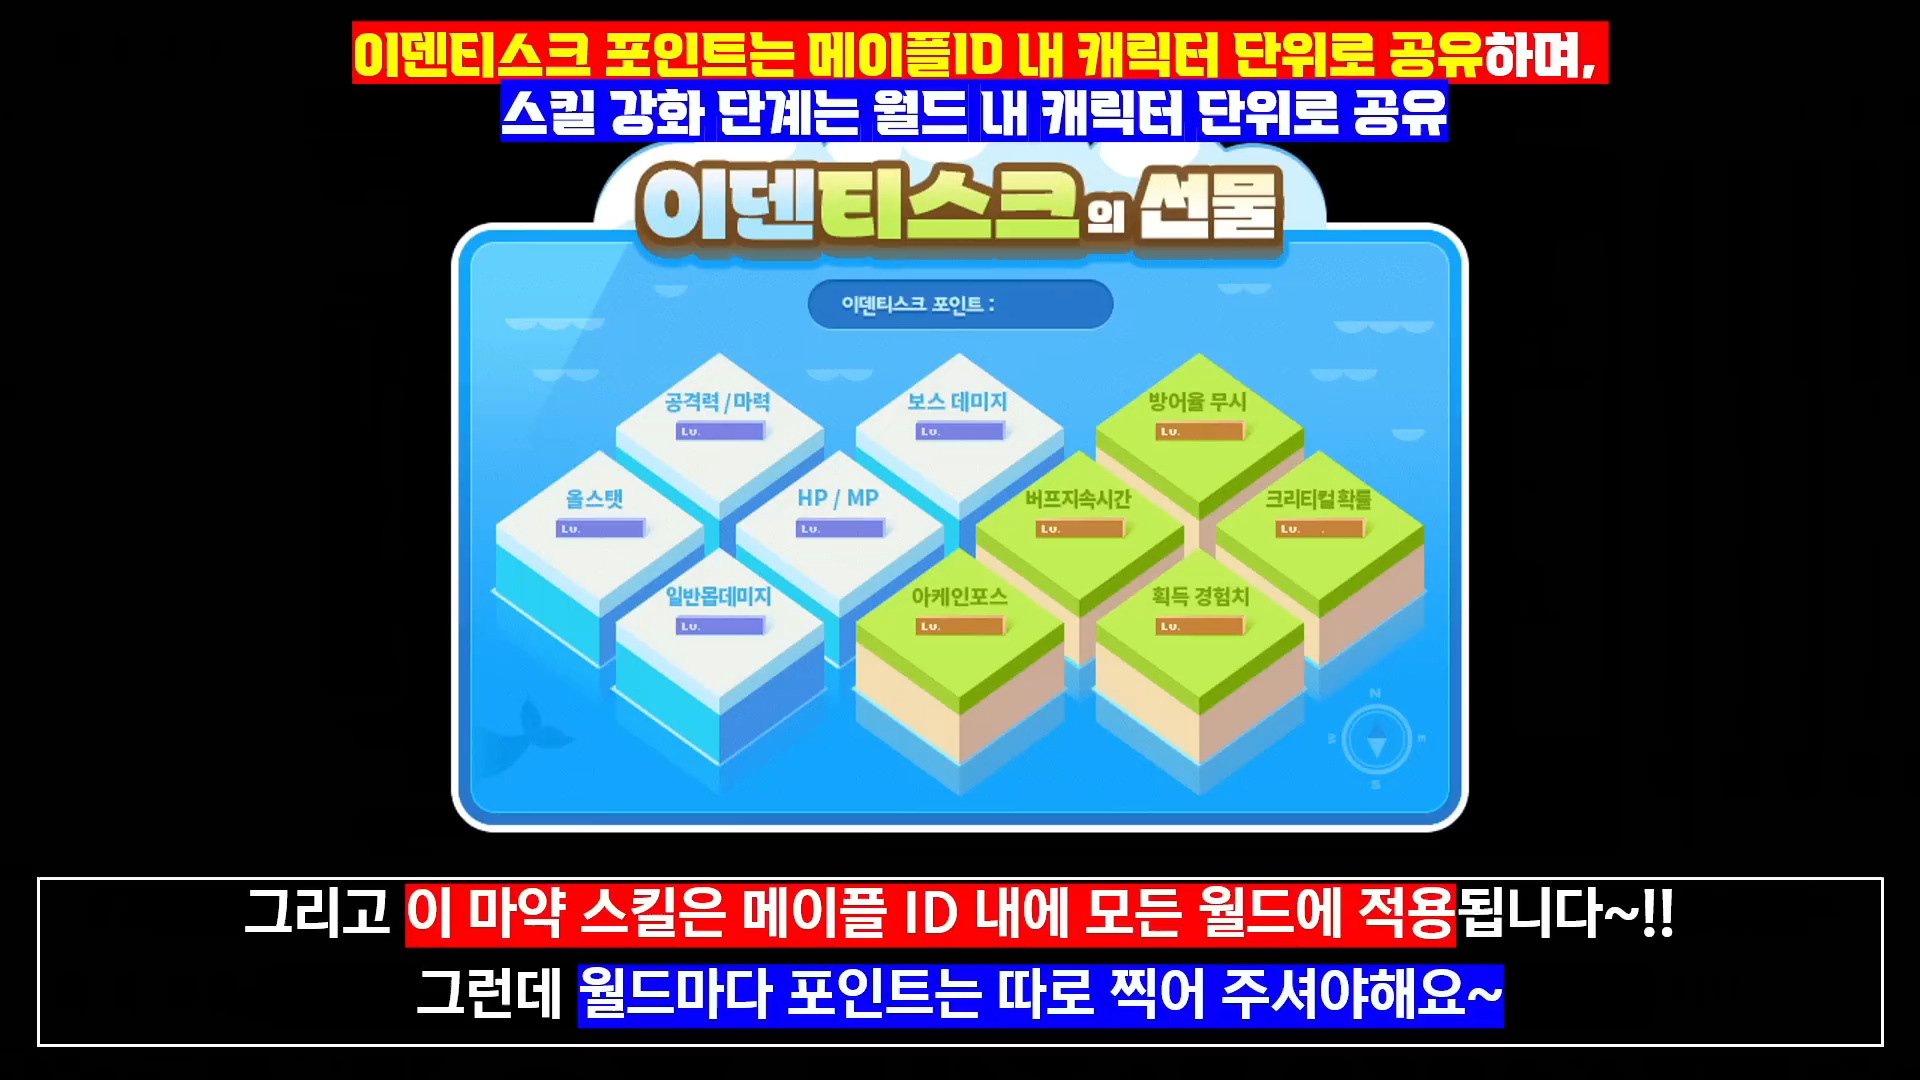 이덴티스크 포인트는 메이플ID 내 캐릭터 단위로 공유하며,
스킬 강화 단계는 월드 내 캐릭터 단위로 공유
이덴티스크의 선물
이덴티스크 포인트 :
공격력 / 마력
Lv.
보스 데미지
Lv.
방어율 무시
Lv.
올스탯
Lv.
HP / MP
Lv.
버프지속시간
Lv.
크리티컬 확률
Lv.
일반몹데미지
Lv.
아케인포스
Lv.
획득 경험치
Lv.
N
W E
S
그리고 이 마약 스킬은 메이플 ID 내에 모든 월드에 적용됩니다~!!
그런데 월드마다 포인트는 따로 찍어 주셔야해요~